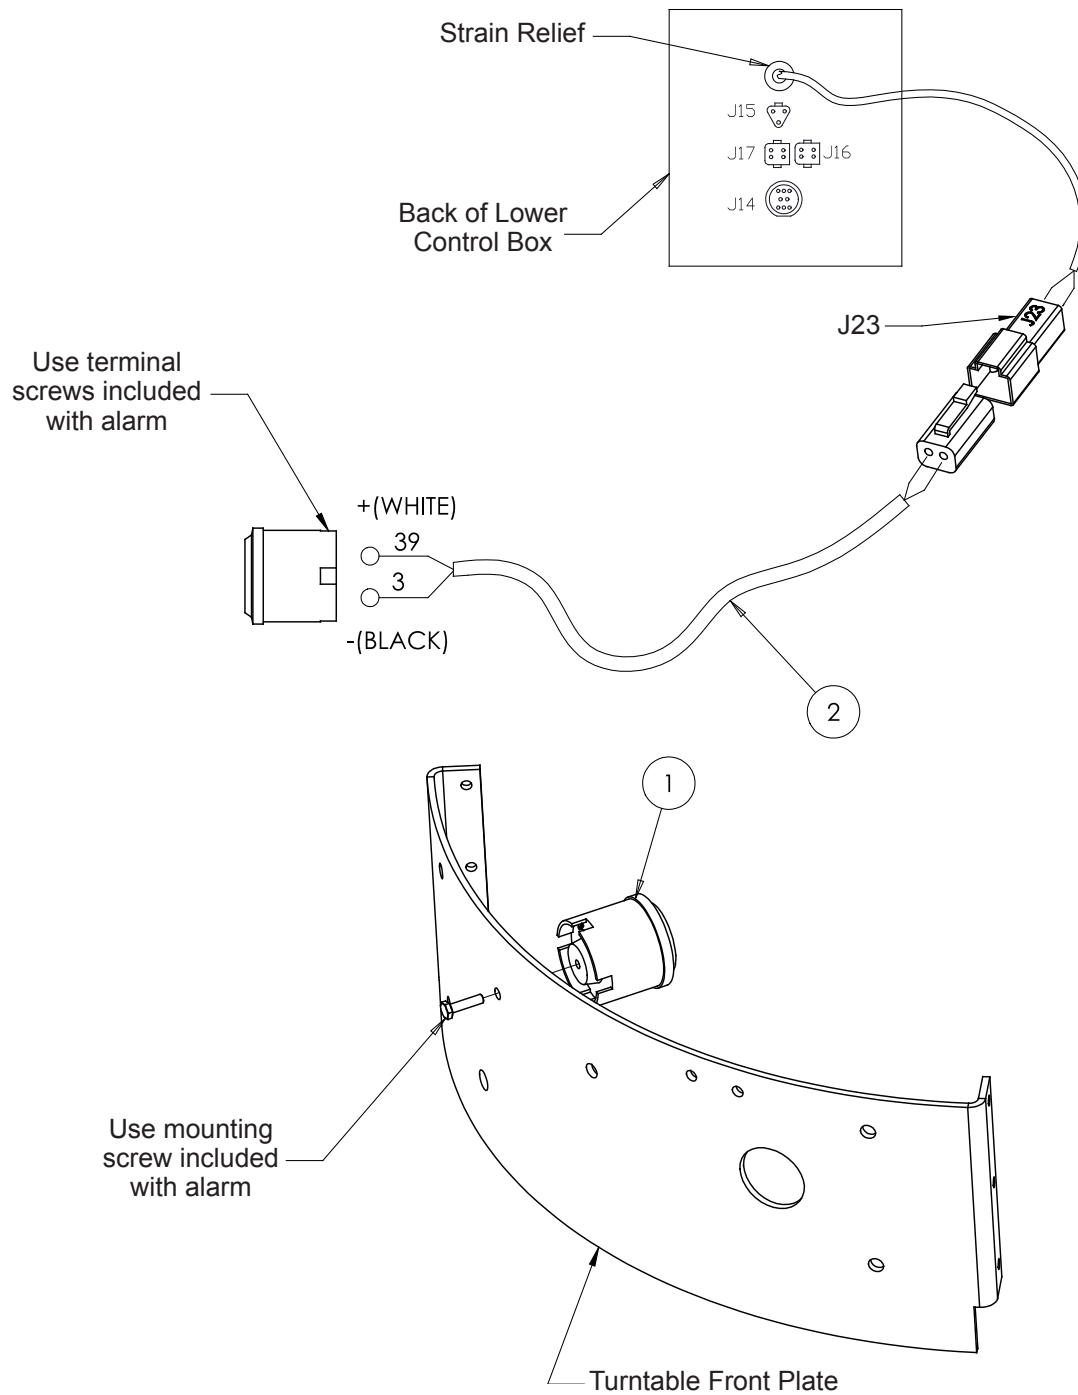 Strain Relief
J15
J17
J16
J14
Back of Lower
Control Box
J23
J23
Use terminal
screws included
with alarm
+(WHITE)
39
3
-(BLACK)
2
1
Use mounting
screw included
with alarm
Turntable Front Plate